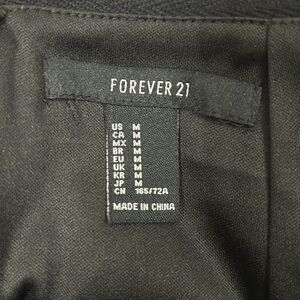 FOREVER 21
US M
CA M
MX M
BR M
EU M
UK M
KR M
JP M
CN 165/72A
MADE IN CHINA